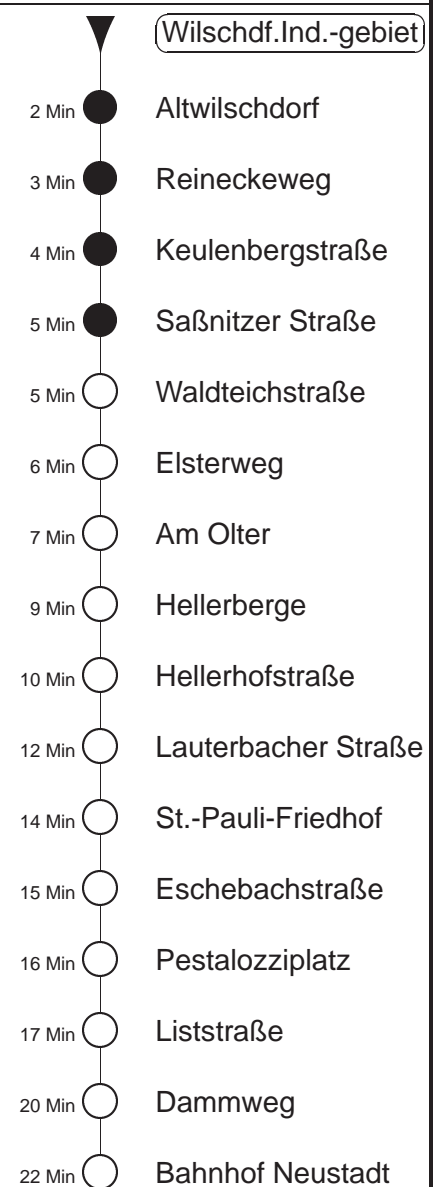 Wilschdf.Ind.-gebiet
2 Min Altwilschdorf
3 Min Reineckeweg
4 Min Keulenbergstraße
5 Min Saßnitzer Straße
5 Min Waldteichstraße
6 Min Elsterweg
7 Min Am Olter
9 Min Hellerberge
10 Min Hellerhofstraße
12 Min Lauterbacher Straße
14 Min St.-Pauli-Friedhof
15 Min Eschebachstraße
16 Min Pestalozziplatz
17 Min Liststraße
20 Min Dammweg
22 Min Bahnhof Neustadt